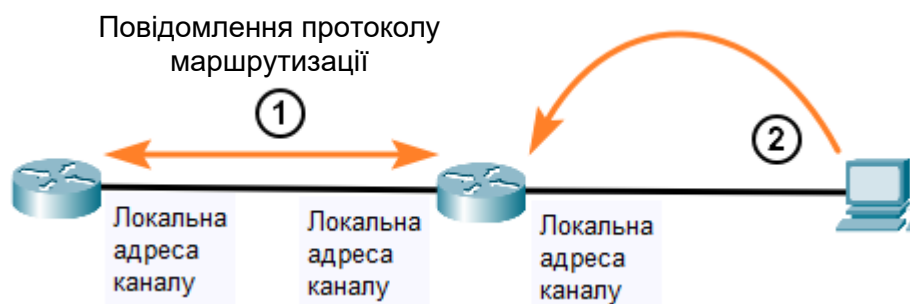 Повідомлення протоколу
маршрутизації
1
2
Локальна
адреса
каналу
Локальна
адреса
каналу
Локальна
адреса
каналу